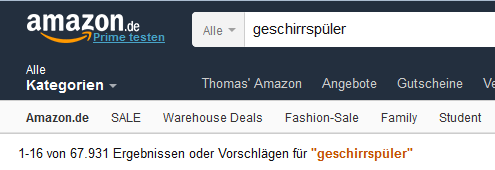 amazon.de
Prime testen
Alle
geschirrspüler
Alle
Kategorien
Thomas' Amazon Angebote Gutscheine
Amazon.de SALE Warehouse Deals Fashion-Sale Family Student
1-16 von 67.931 Ergebnissen oder Vorschlägen für "geschirrspüler"